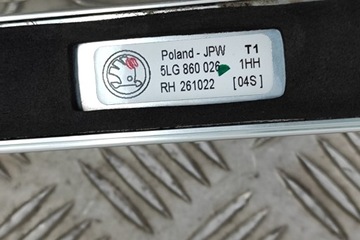 Poland - JPW T1
5LG 860 026 1HH
RH 261022 [04S]